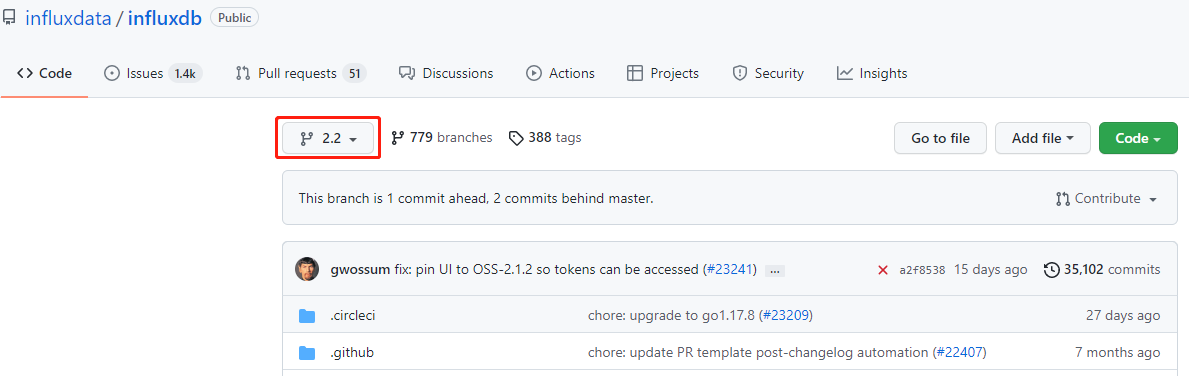 influxdata / influxdb Public
Code Issues 1.4k Pull requests 51 Discussions Actions Projects Security Insights
2.2 779 branches 388 tags Go to file Add file Code
This branch is 1 commit ahead, 2 commits behind master. Contribute
gwossum fix: pin UI to OSS-2.1.2 so tokens can be accessed (#23241) ... a2f8538 15 days ago 35,102 commits
.circleci chore: upgrade to go1.17.8 (#23209) 27 days ago
.github chore: update PR template post-changelog automation (#22407) 7 months ago